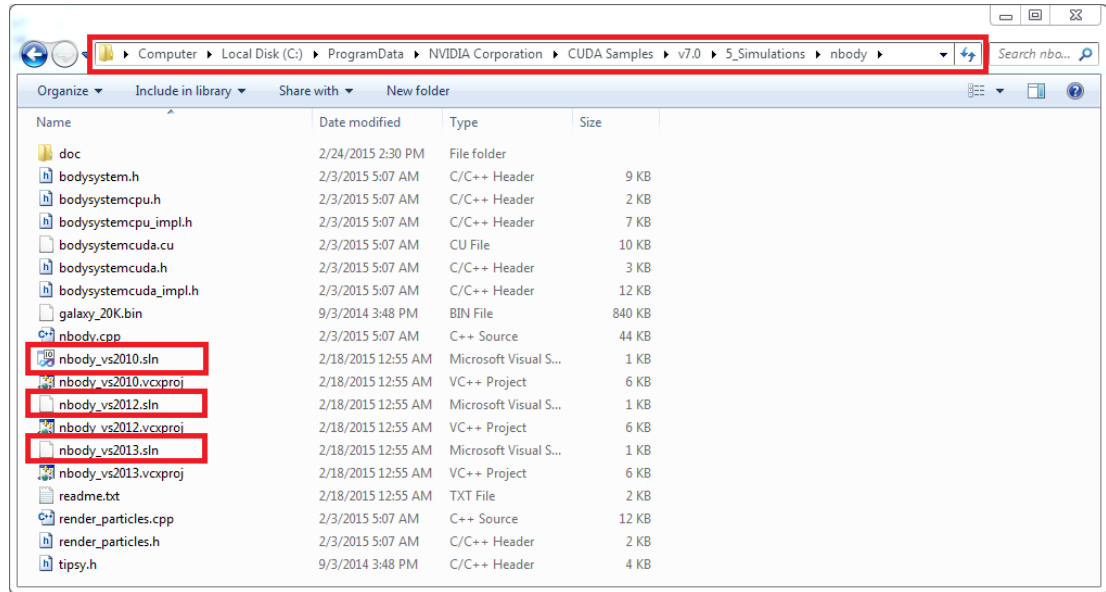 Computer Local Disk (C:) ProgramData NVIDIA Corporation CUDA Samples v7.0 5_Simulations nbody Search nbo...
Organize Include in library Share with New folder
Name Date modified Type Size
doc 2/24/2015 2:30 PM File folder
bodysystem.h 2/3/2015 5:07 AM C/C++ Header 9 KB
bodysystemcpu.h 2/3/2015 5:07 AM C/C++ Header 2 KB
bodysystemcpu_impl.h 2/3/2015 5:07 AM C/C++ Header 7 KB
bodysystemcuda.cu 2/3/2015 5:07 AM CU File 10 KB
bodysystemcuda.h 2/3/2015 5:07 AM C/C++ Header 3 KB
bodysystemcuda_impl.h 2/3/2015 5:07 AM C/C++ Header 12 KB
galaxy_20K.bin 9/3/2014 3:48 PM BIN File 840 KB
nbody.cpp 2/3/2015 5:07 AM C++ Source 44 KB
nbody_vs2010.sln 2/18/2015 12:55 AM Microsoft Visual S... 1 KB
nbody_vs2010.vcxproj 2/18/2015 12:55 AM VC++ Project 6 KB
nbody_vs2012.sln 2/18/2015 12:55 AM Microsoft Visual S... 1 KB
nbody_vs2012.vcxproj 2/18/2015 12:55 AM VC++ Project 6 KB
nbody_vs2013.sln 2/18/2015 12:55 AM Microsoft Visual S... 1 KB
nbody_vs2013.vcxproj 2/18/2015 12:55 AM VC++ Project 6 KB
readme.txt 2/18/2015 12:55 AM TXT File 2 KB
render_particles.cpp 2/3/2015 5:07 AM C++ Source 12 KB
render_particles.h 2/3/2015 5:07 AM C/C++ Header 2 KB
tipsy.h 9/3/2014 3:48 PM C/C++ Header 4 KB